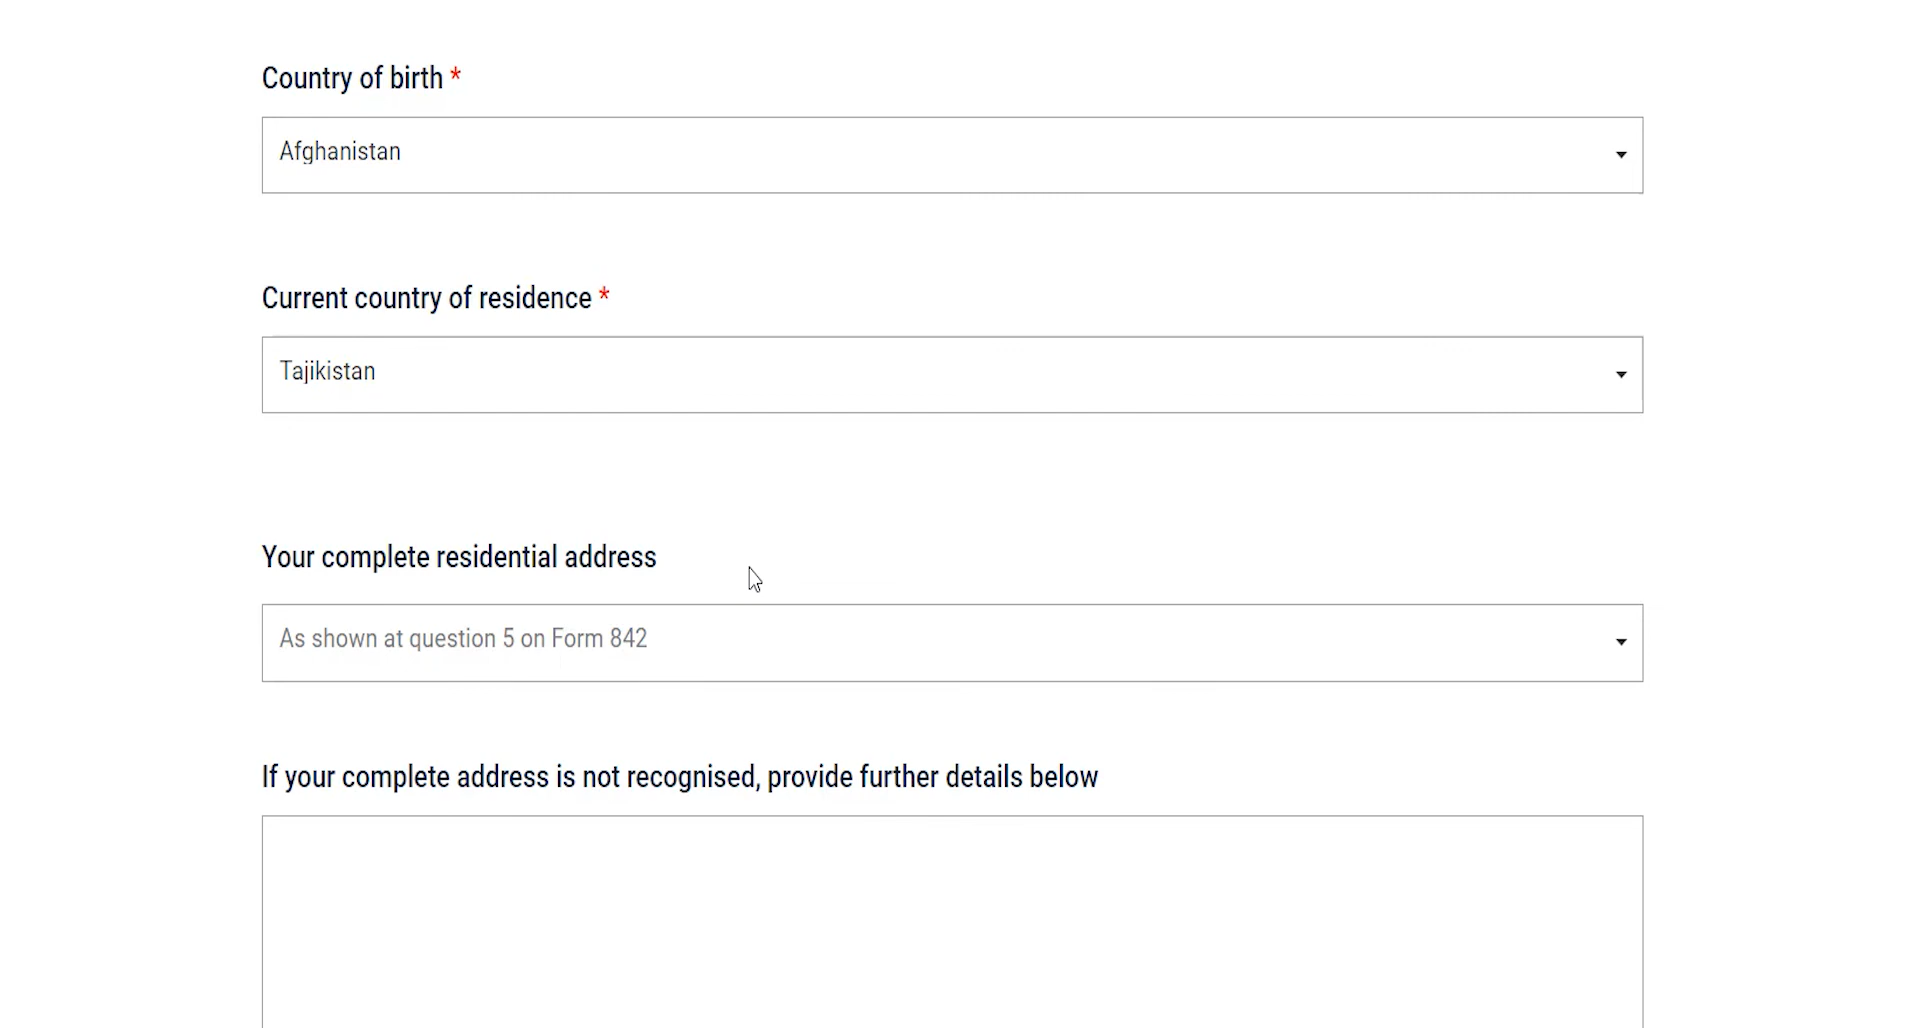 Country of birth *
Afghanistan
Current country of residence *
Tajikistan
Your complete residential address
As shown at question 5 on Form 842
If your complete address is not recognised, provide further details below